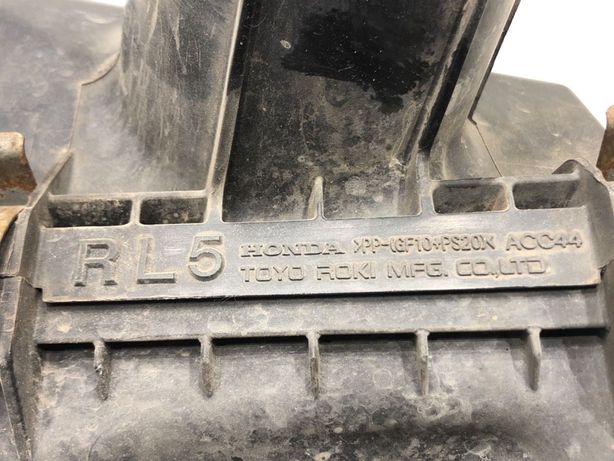 RL5 HONDA >PP-(GF10+PS20)< ACC44
TOYO ROKI MFG. CO.,LTD.